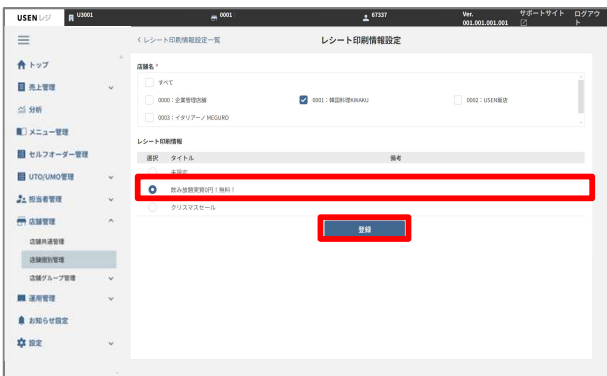 USEN レジ U3001 0001 67337 Ver. 001.001.001.001 サポートサイト ログアウト
< レシート印刷情報設定一覧 レシート印刷情報設定
トップ
売上管理
分析
メニュー管理
セルフオーダー管理
UTO/UMO管理
担当者管理
店舗管理
店舗共通管理
店舗個別管理
店舗グループ管理
運用管理
お知らせ設定
設定
店舗名 *
すべて
0000:企業管理店舗 0001:韓国料理KIKAKU 0002:USEN飯店
0003:イタリアーノ MEGURO
レシート印刷情報
選択 タイトル 備考
未設定
飲み放題実質0円!無料!
クリスマスセール
登録